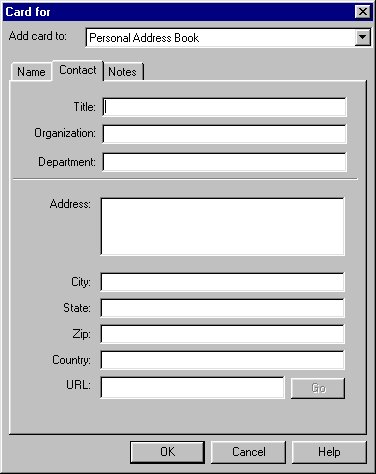 Card for
Add card to: Personal Address Book
Name Contact Notes
Title:
Organization:
Department:
Address:
City:
State:
Zip:
Country:
URL: Go
OK Cancel Help